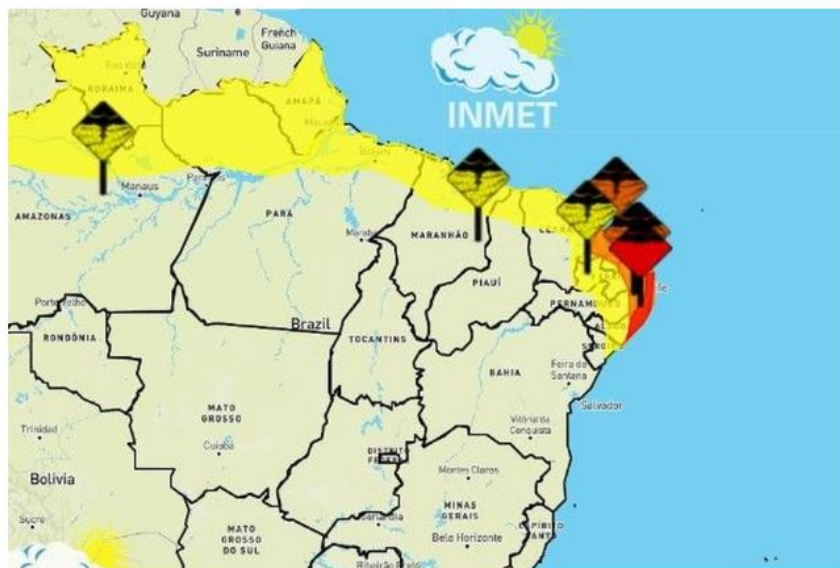 Guyana
Suriname
French
Guiana
INMET
RORAIMA
AMAPÁ
Manaus
AMAZONAS
PARÁ
MARANHÃO
PIAUÍ
Porto Velho
RONDÔNIA
Brazil
TOCANTINS
BAHIA
Feira de
Santana
Salvador
MATO
GROSSO
Cuiabá
Vitória da
Conquista
Trinidad
Bolivia
Montes Claros
MINAS
GERAIS
Sucre
MATO
GROSSO
DO SUL
Belo Horizonte
Ribeirão Preto